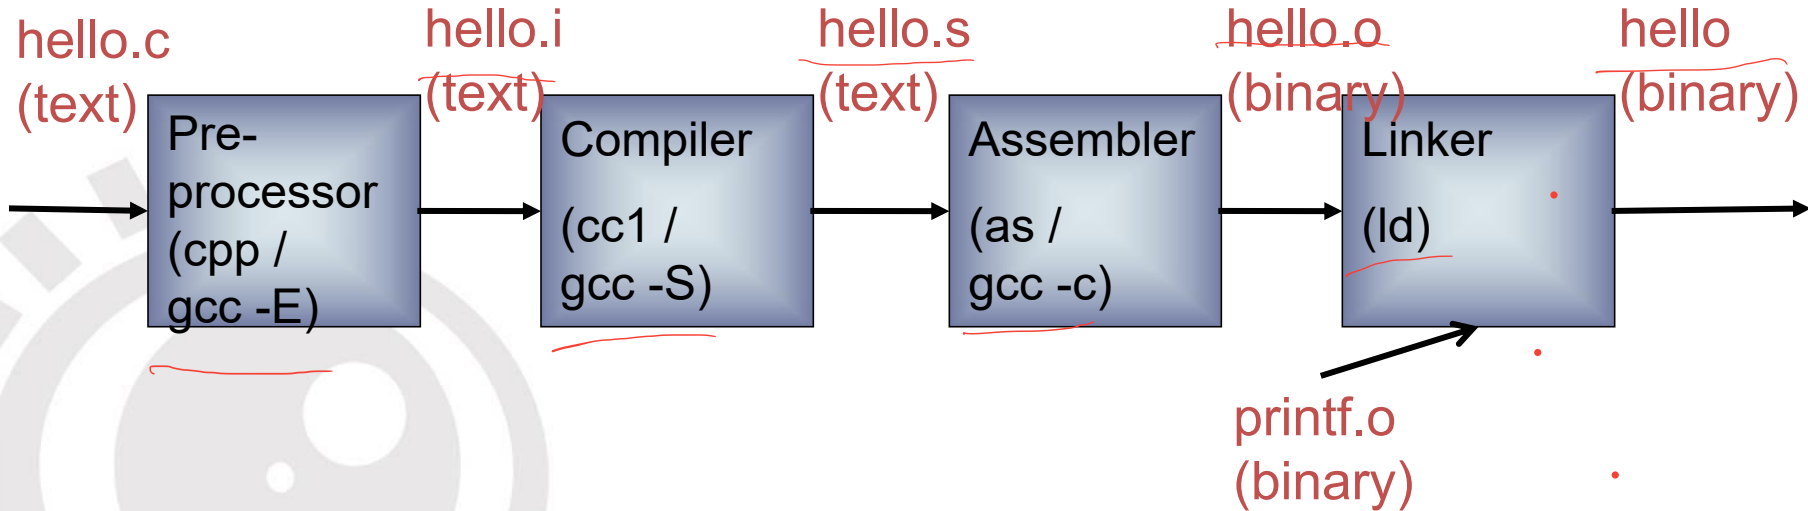 hello.c
(text)
Pre-
processor
(cpp /
gcc -E)
hello.i
(text)
Compiler
(cc1 /
gcc -S)
hello.s
(text)
Assembler
(as /
gcc -c)
hello.o
(binary)
Linker
(ld)
printf.o
(binary)
hello
(binary)